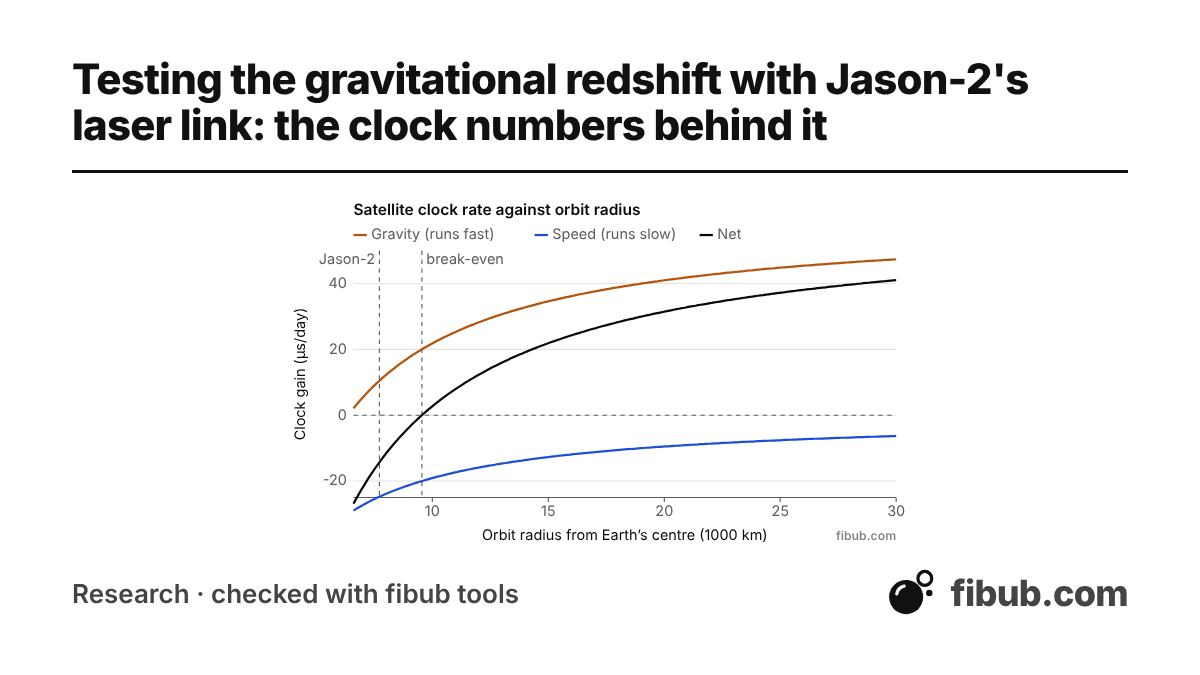 Testing the gravitational redshift with Jason-2's
laser link: the clock numbers behind it
Satellite clock rate against orbit radius
Gravity (runs fast) Speed (runs slow) Net
Jason-2 break-even
40
20
0
-20
Clock gain (µs/day)
10 15 20 25 30
Orbit radius from Earth’s centre (1000 km)
fibub.com
Research · checked with fibub tools
fibub.com